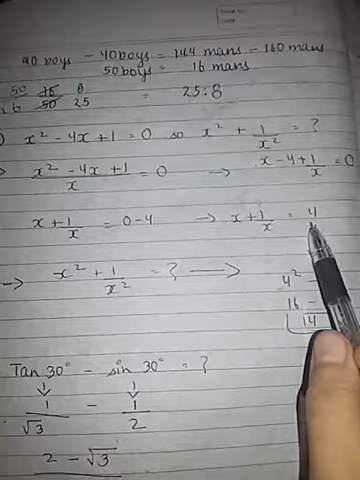 90 boys - 40 boys = 144 mans - 160 mans
50 boys = 16 mans
50 16 8 = 25:8
16 50 25
x² - 4x + 1 = 0 so x² + 1/x² = ?
x² - 4x + 1 / x = 0 → x - 4 + 1/x = 0
x + 1/x = 0 - 4 → x + 1/x = 4
→ x² + 1/x² = ? →
4² -
16 -
14
Tan 30° - sin 30° = ?
↓ ↓
1/√3 - 1/2
2 - √3